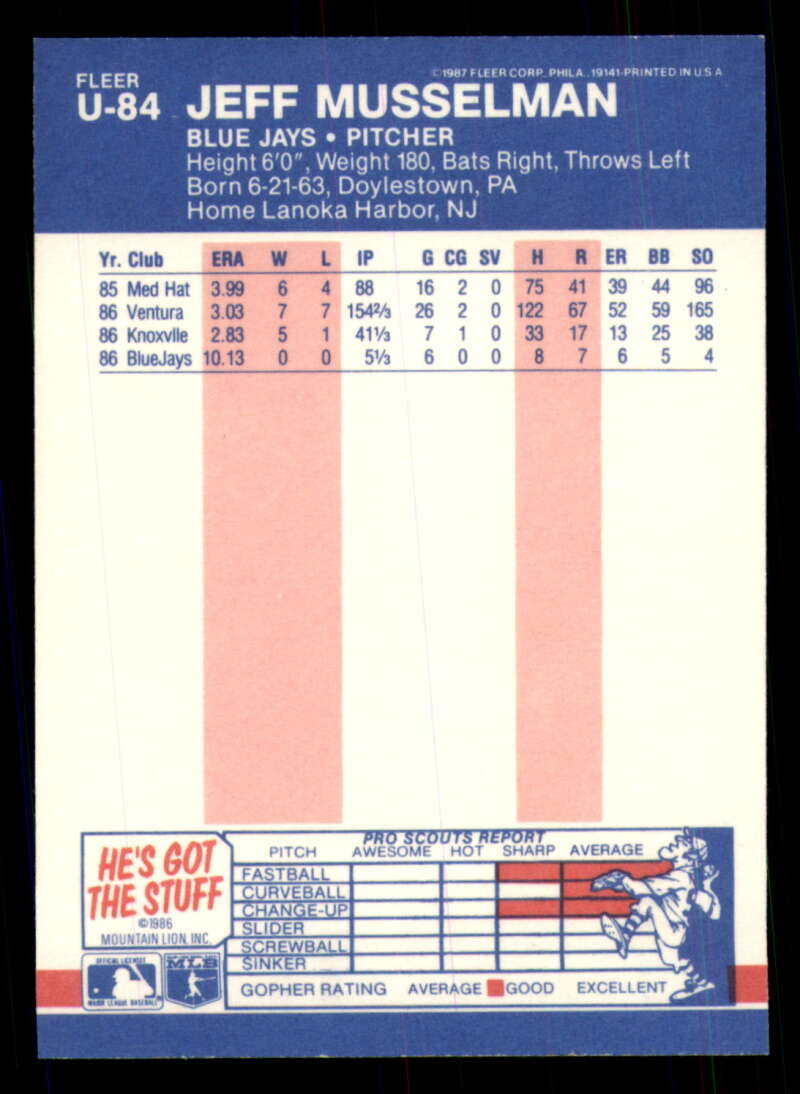 ©1987 FLEER CORP. PHILA., 19141-PRINTED IN U.S.A
FLEER
U-84 JEFF MUSSELMAN
BLUE JAYS • PITCHER
Height 6'0", Weight 180, Bats Right, Throws Left
Born 6-21-63, Doylestown, PA
Home Lanoka Harbor, NJ
Yr. Club ERA W L IP G CG SV H R ER BB SO
85 Med Hat 3.99 6 4 88 16 2 0 75 41 39 44 96
86 Ventura 3.03 7 7 154⅔ 26 2 0 122 67 52 59 165
86 Knoxvlle 2.83 5 1 41⅓ 7 1 0 33 17 13 25 38
86 BlueJays 10.13 0 0 5⅓ 6 0 0 8 7 6 5 4
HE'S GOT
THE STUFF
©1986
MOUNTAIN LION, INC.
PRO SCOUTS REPORT
PITCH AWESOME HOT SHARP AVERAGE
FASTBALL
CURVEBALL
CHANGE-UP
SLIDER
SCREWBALL
SINKER
GOPHER RATING AVERAGE GOOD EXCELLENT
OFFICIAL LICENSEE
MAJOR LEAGUE BASEBALL
MLB